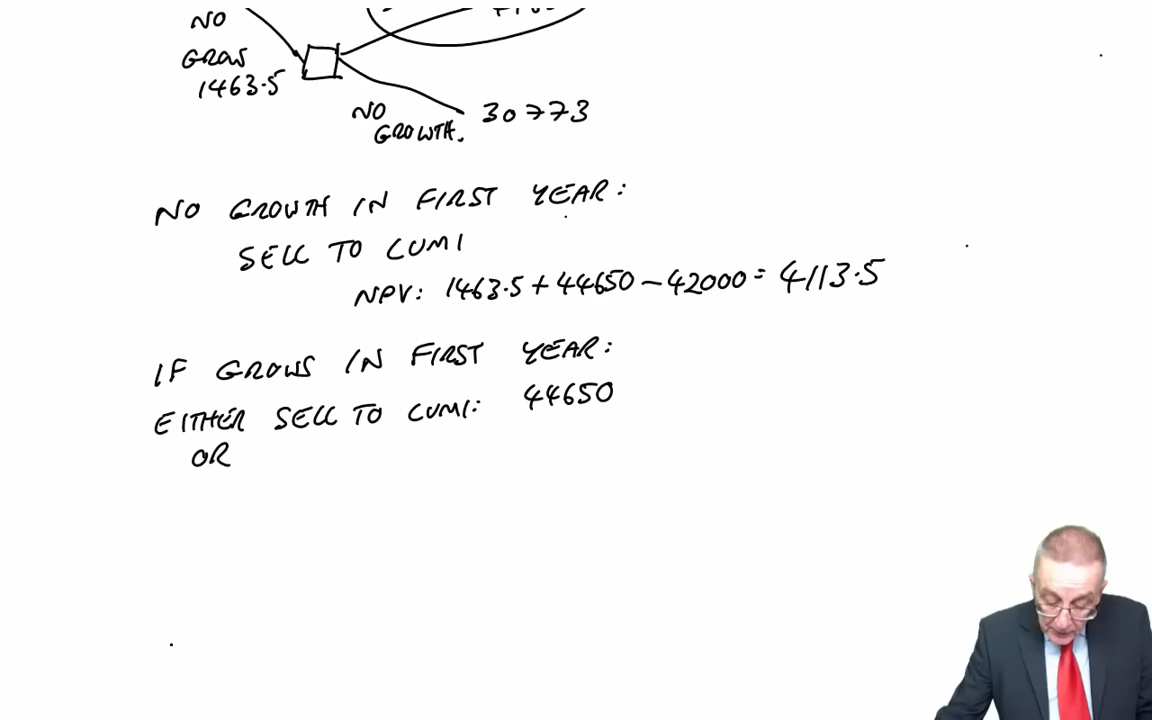 NO
GROW
1463.5
NO
GROWTH.
30773
NO GROWTH IN FIRST YEAR:
SELL TO CUMI
NPV: 1463.5 + 44650 - 42000 = 4113.5
IF GROWS IN FIRST YEAR:
EITHER SELL TO CUMI: 44650
OR